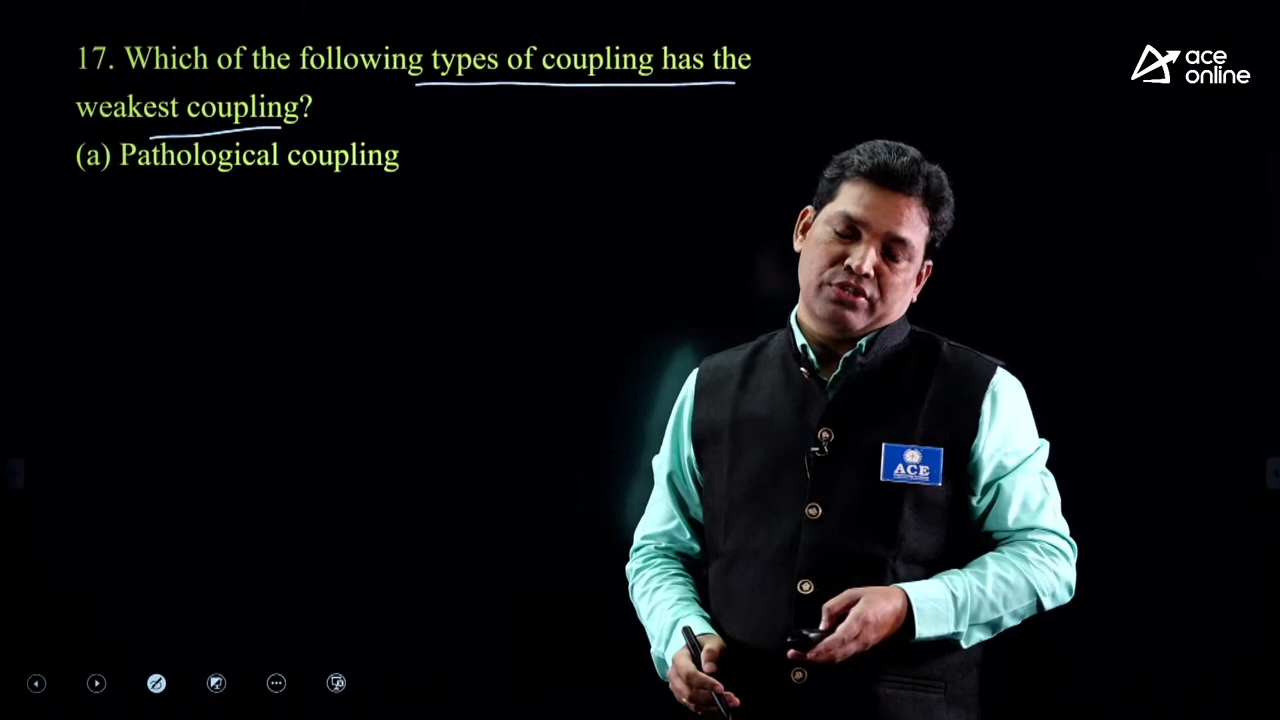 17. Which of the following types of coupling has the
weakest coupling?
(a) Pathological coupling
ace
online
ACE